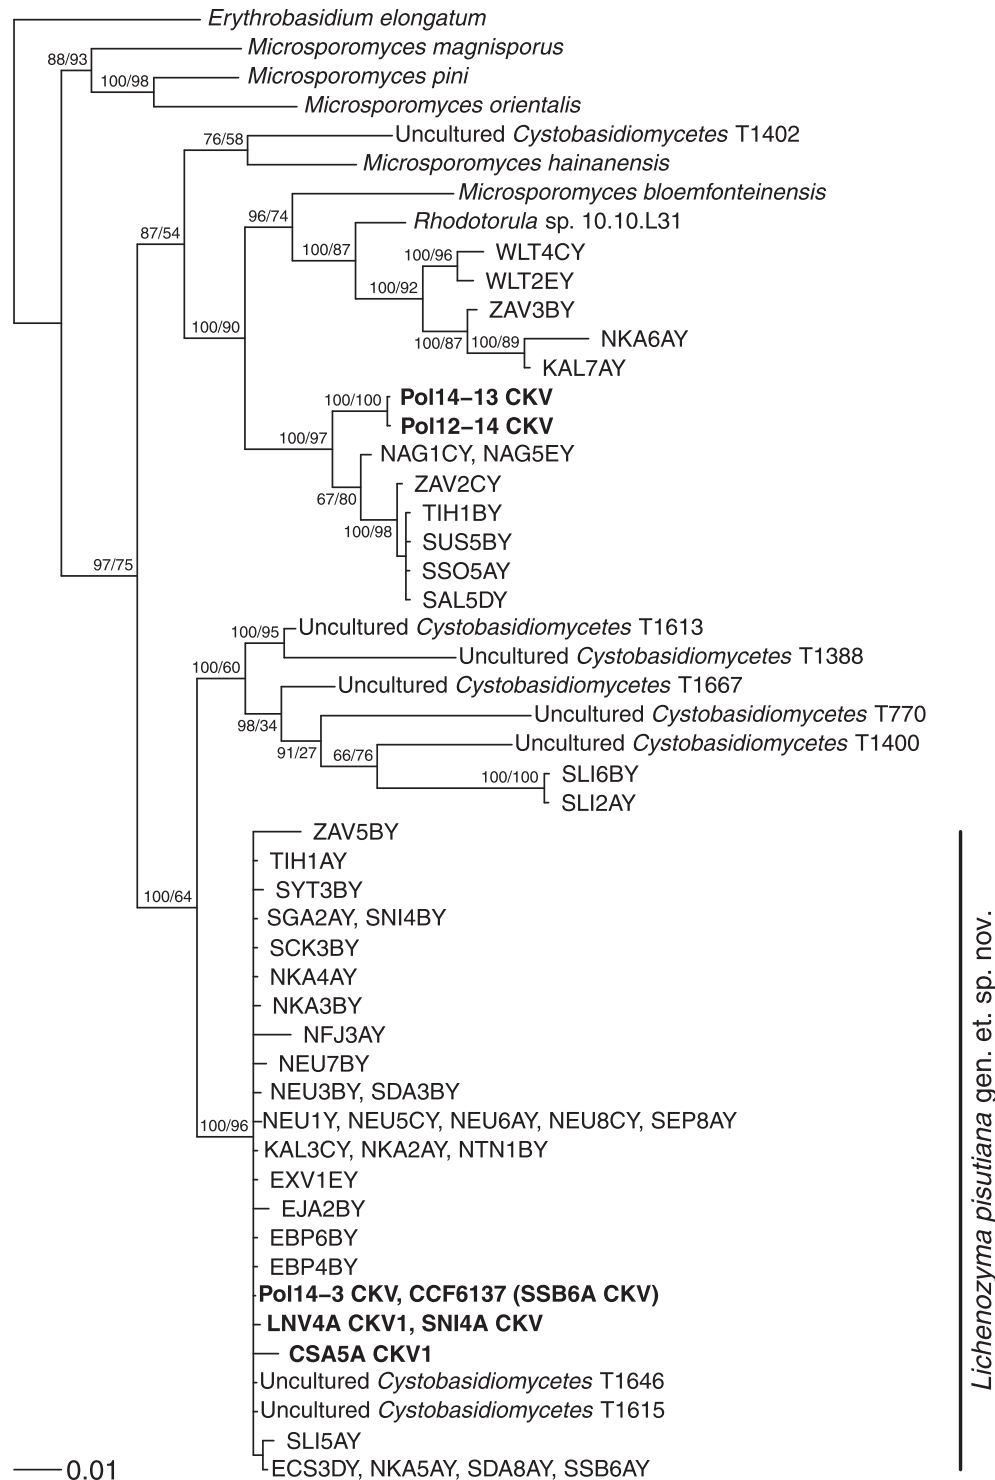 Erythrobasidium elongatum
Microsporomyces magnisporus
88/93
Microsporomyces pini
100/98
Microsporomyces orientalis
Uncultured Cystobasidiomycetes T1402
76/58
Microsporomyces hainanensis
Microsporomyces bloemfonteinensis
96/74
Rhodotorula sp. 10.10.L31
87/54
100/87
WLT4CY
100/96
WLT2EY
100/92
ZAV3BY
100/90
NKA6AY
100/87
100/89
KAL7AY
Pol14–13 CKV
100/100
Pol12–14 CKV
100/97
NAG1CY, NAG5EY
ZAV2CY
67/80
TIH1BY
100/98
SUS5BY
97/75
SSO5AY
SAL5DY
Uncultured Cystobasidiomycetes T1613
100/95
Uncultured Cystobasidiomycetes T1388
100/60
Uncultured Cystobasidiomycetes T1667
98/34
Uncultured Cystobasidiomycetes T770
91/27
Uncultured Cystobasidiomycetes T1400
66/76
SLI6BY
100/100
SLI2AY
ZAV5BY
TIH1AY
SYT3BY
100/64
SGA2AY, SNI4BY
SCK3BY
NKA4AY
NKA3BY
NFJ3AY
NEU7BY
NEU3BY, SDA3BY
NEU1Y, NEU5CY, NEU6AY, NEU8CY, SEP8AY
100/96
KAL3CY, NKA2AY, NTN1BY
EXV1EY
EJA2BY
EBP6BY
EBP4BY
Pol14–3 CKV, CCF6137 (SSB6A CKV)
LNV4A CKV1, SNI4A CKV
CSA5A CKV1
Uncultured Cystobasidiomycetes T1646
Uncultured Cystobasidiomycetes T1615
SLI5AY
ECS3DY, NKA5AY, SDA8AY, SSB6AY
0.01
Lichenozyma pisutiana gen. et. sp. nov.